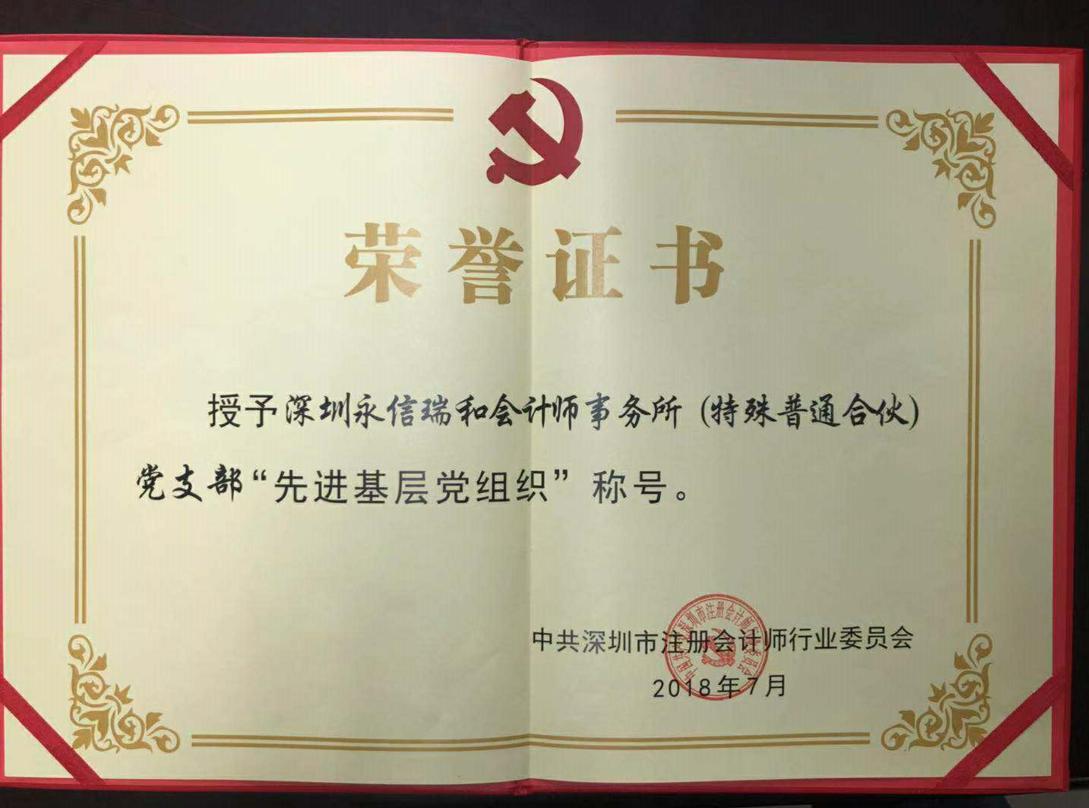 荣誉证书
授予深圳永信瑞和会计师事务所(特殊普通合伙)
党支部“先进基层党组织”称号。
中共深圳市注册会计师行业委员会
2018年7月